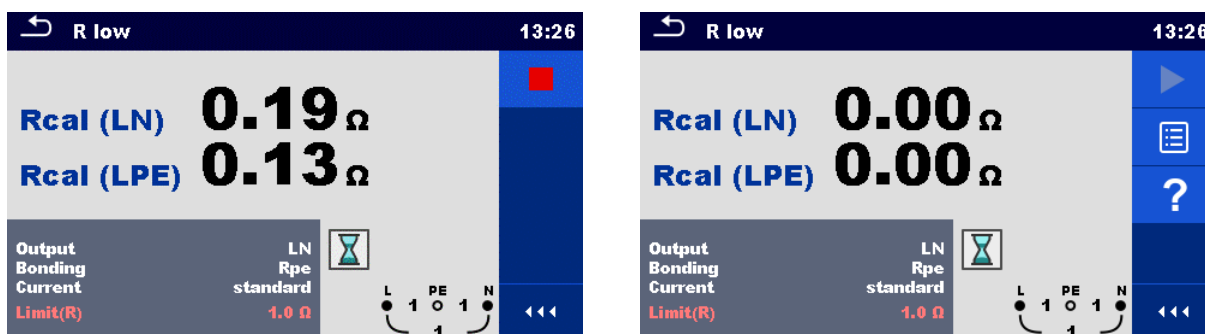 R low 13:26
Rcal (LN) 0.19 Ω
Rcal (LPE) 0.13 Ω
Output LN
Bonding Rpe
Current standard
Limit(R) 1.0 Ω
L PE N
1 1
1
R low 13:26
Rcal (LN) 0.00 Ω
Rcal (LPE) 0.00 Ω
?
Output LN
Bonding Rpe
Current standard
Limit(R) 1.0 Ω
L PE N
1 1
1